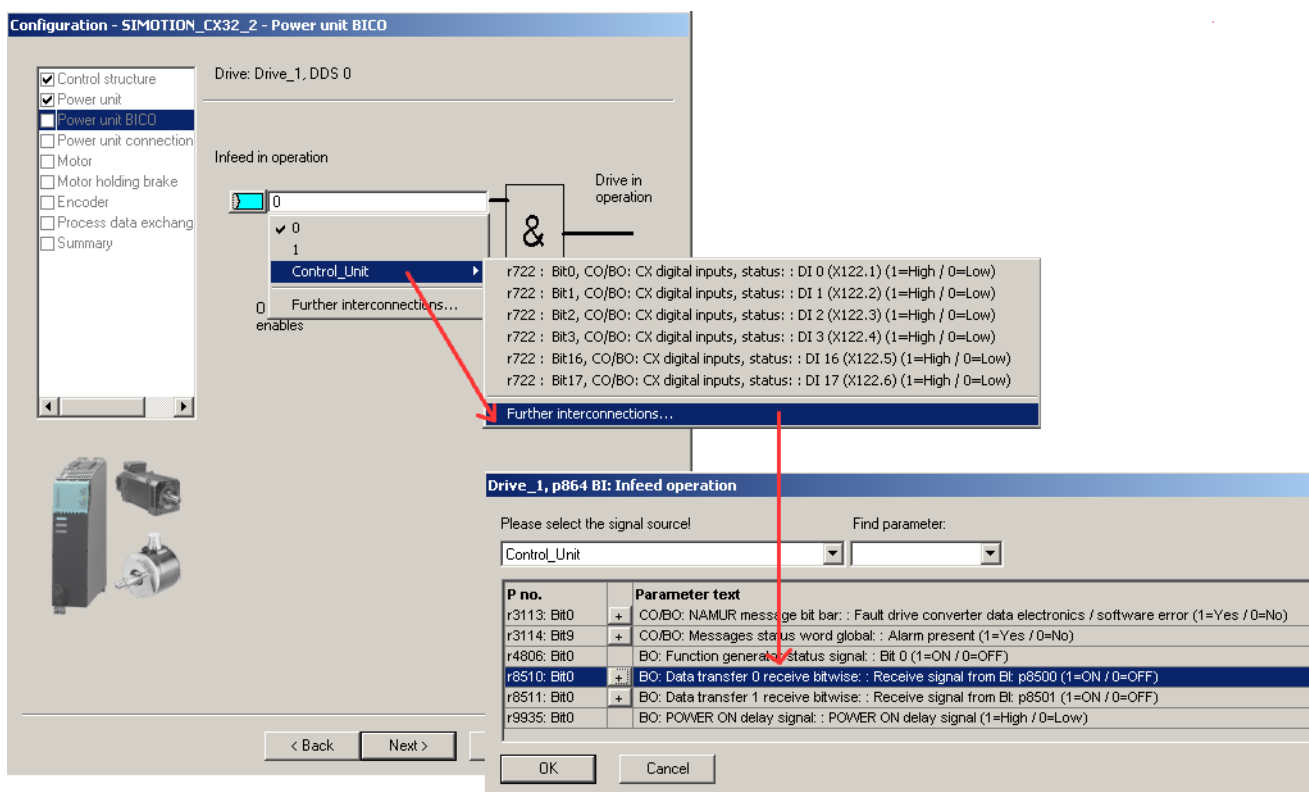 Configuration - SIMOTION_CX32_2 - Power unit BICO
Control structure
Power unit
Power unit BICO
Power unit connection
Motor
Motor holding brake
Encoder
Process data exchang
Summary
Drive: Drive_1, DDS 0
Infeed in operation
0
0
1
Control_Unit
Further interconnections...
0
enables
&
Drive in
operation
r722 : Bit0, CO/BO: CX digital inputs, status: : DI 0 (X122.1) (1=High / 0=Low)
r722 : Bit1, CO/BO: CX digital inputs, status: : DI 1 (X122.2) (1=High / 0=Low)
r722 : Bit2, CO/BO: CX digital inputs, status: : DI 2 (X122.3) (1=High / 0=Low)
r722 : Bit3, CO/BO: CX digital inputs, status: : DI 3 (X122.4) (1=High / 0=Low)
r722 : Bit16, CO/BO: CX digital inputs, status: : DI 16 (X122.5) (1=High / 0=Low)
r722 : Bit17, CO/BO: CX digital inputs, status: : DI 17 (X122.6) (1=High / 0=Low)
Further interconnections...
Drive_1, p864 BI: Infeed operation
Please select the signal source!
Find parameter:
Control_Unit
P no. Parameter text
r3113: Bit0 + CO/BO: NAMUR message bit bar: : Fault drive converter data electronics / software error (1=Yes / 0=No)
r3114: Bit9 + CO/BO: Messages status word global: : Alarm present (1=Yes / 0=No)
r4806: Bit0 BO: Function generator status signal: : Bit 0 (1=ON / 0=OFF)
r8510: Bit0 + BO: Data transfer 0 receive bitwise: : Receive signal from BI: p8500 (1=ON / 0=OFF)
r8511: Bit0 + BO: Data transfer 1 receive bitwise: : Receive signal from BI: p8501 (1=ON / 0=OFF)
r9935: Bit0 BO: POWER ON delay signal: : POWER ON delay signal (1=High / 0=Low)
< Back
Next >
OK
Cancel